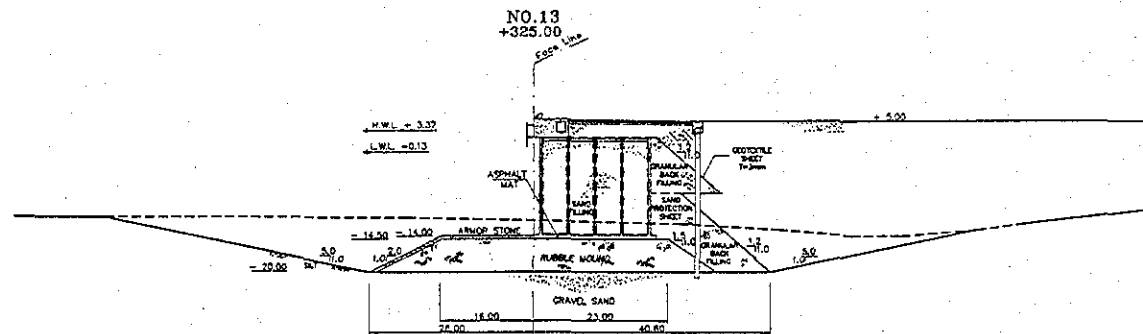 NO.13
+325.00
Face Line
H.W.L. + 3.37
L.W.L. -0.13
+ 5.00
GEOTEXTILE
SHEET
T=3mm
GRANULAR
BACK
FILLING
ASPHALT
MAT
SAND
FILLING
SAND
PROTECTION
SHEET
- 14.50
- 14.00
ARMOR STONE
5.0
1.0
2.0
1.0
1.5
1.0
GRANULAR
BACK
FILLING
1.2
1.0
5.0
1.0
- 20.00
RUBBLE MOUND
GRAVEL SAND
16.00
23.00
28.00
40.60